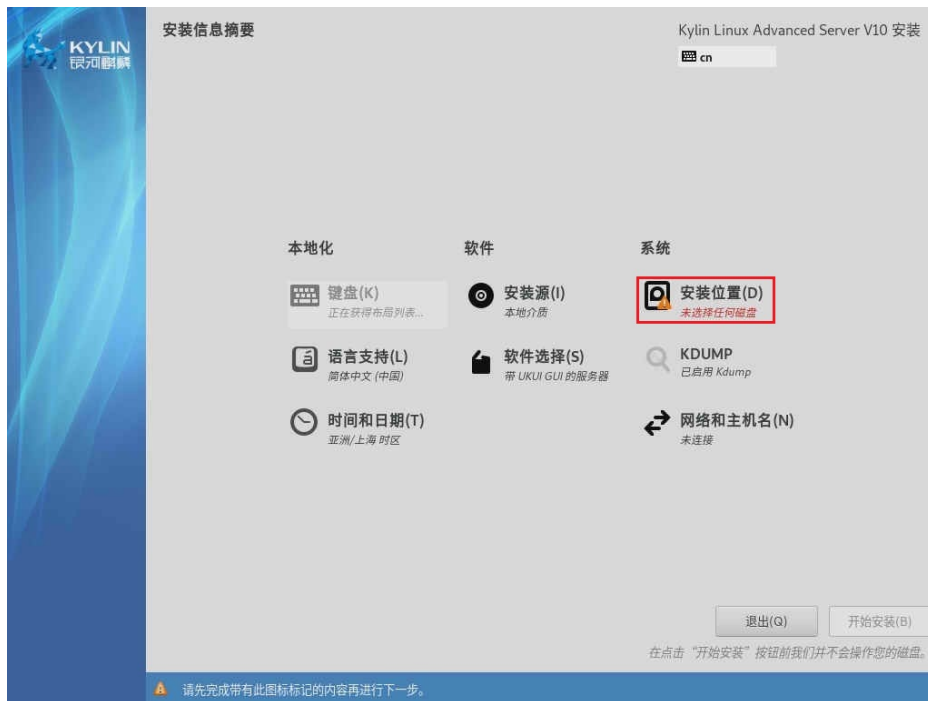 KYLIN
银河麒麟
安装信息摘要
Kylin Linux Advanced Server V10 安装
cn
本地化
软件
系统
键盘(K)
正在获得布局列表...
安装源(I)
本地介质
安装位置(D)
未选择任何磁盘
语言支持(L)
简体中文 (中国)
软件选择(S)
带 UKUI GUI 的服务器
KDUMP
已启用 Kdump
时间和日期(T)
亚洲/上海 时区
网络和主机名(N)
未连接
退出(Q)
开始安装(B)
在点击“开始安装”按钮前我们并不会操作您的磁盘。
请先完成带有此图标标记的内容再进行下一步。